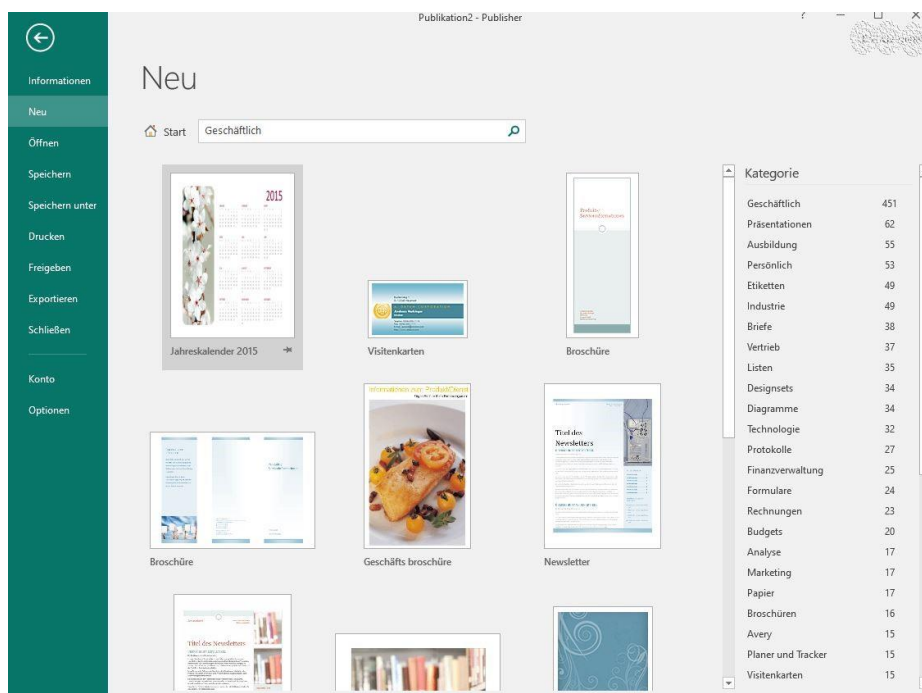 Publikation2 - Publisher
?
Informationen
Neu
Öffnen
Speichern
Speichern unter
Drucken
Freigeben
Exportieren
Schließen
Konto
Optionen
Neu
Start
Geschäftlich
2015
Jahreskalender 2015
Visitenkarten
Broschüre
Broschüre
Informationen zum Produkt/Dienst
Geschäfts broschüre
Titel des
Newsletters
Newsletter
Titel des Newsletters
Kategorie
Geschäftlich 451
Präsentationen 62
Ausbildung 55
Persönlich 53
Etiketten 49
Industrie 49
Briefe 38
Vertrieb 37
Listen 35
Designsets 34
Diagramme 34
Technologie 32
Protokolle 27
Finanzverwaltung 25
Formulare 24
Rechnungen 23
Budgets 20
Analyse 17
Marketing 17
Papier 17
Broschüren 16
Avery 15
Planer und Tracker 15
Visitenkarten 15